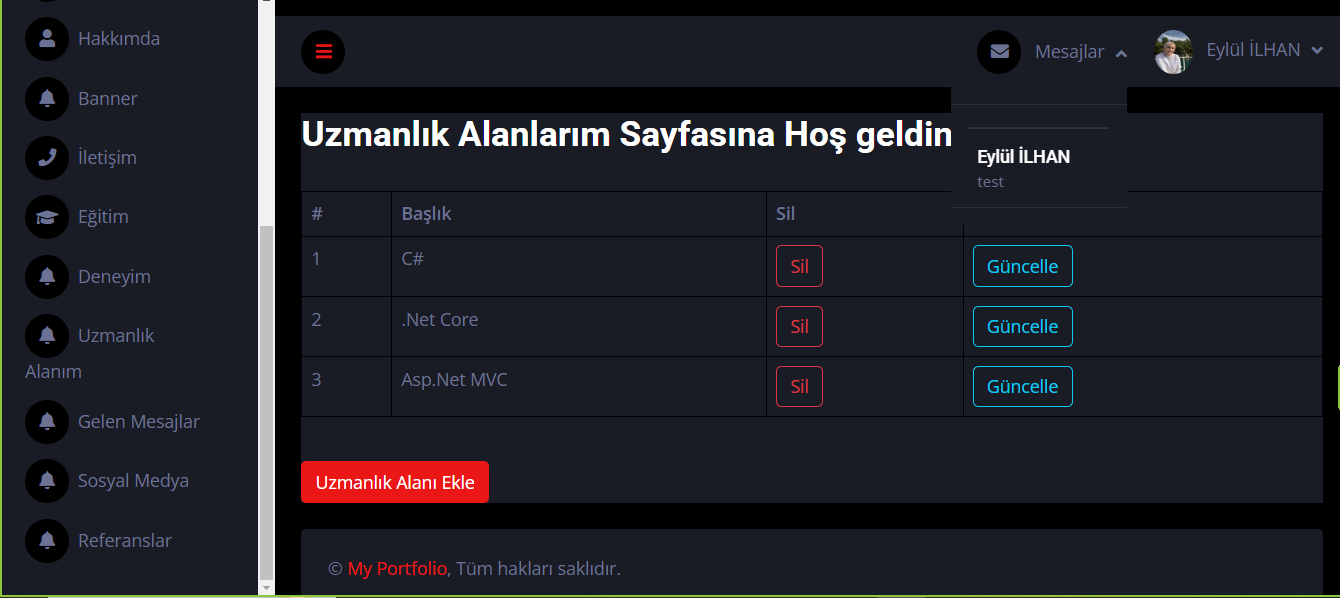 Hakkımda
Banner
İletişim
Eğitim
Deneyim
Uzmanlık
Alanım
Gelen Mesajlar
Sosyal Medya
Referanslar
Mesajlar
Eylül İLHAN
Eylül İLHAN
test
Uzmanlık Alanlarım Sayfasına Hoş geldin
# Başlık Sil
1 C# Sil Güncelle
2 .Net Core Sil Güncelle
3 Asp.Net MVC Sil Güncelle
Uzmanlık Alanı Ekle
© My Portfolio, Tüm hakları saklıdır.